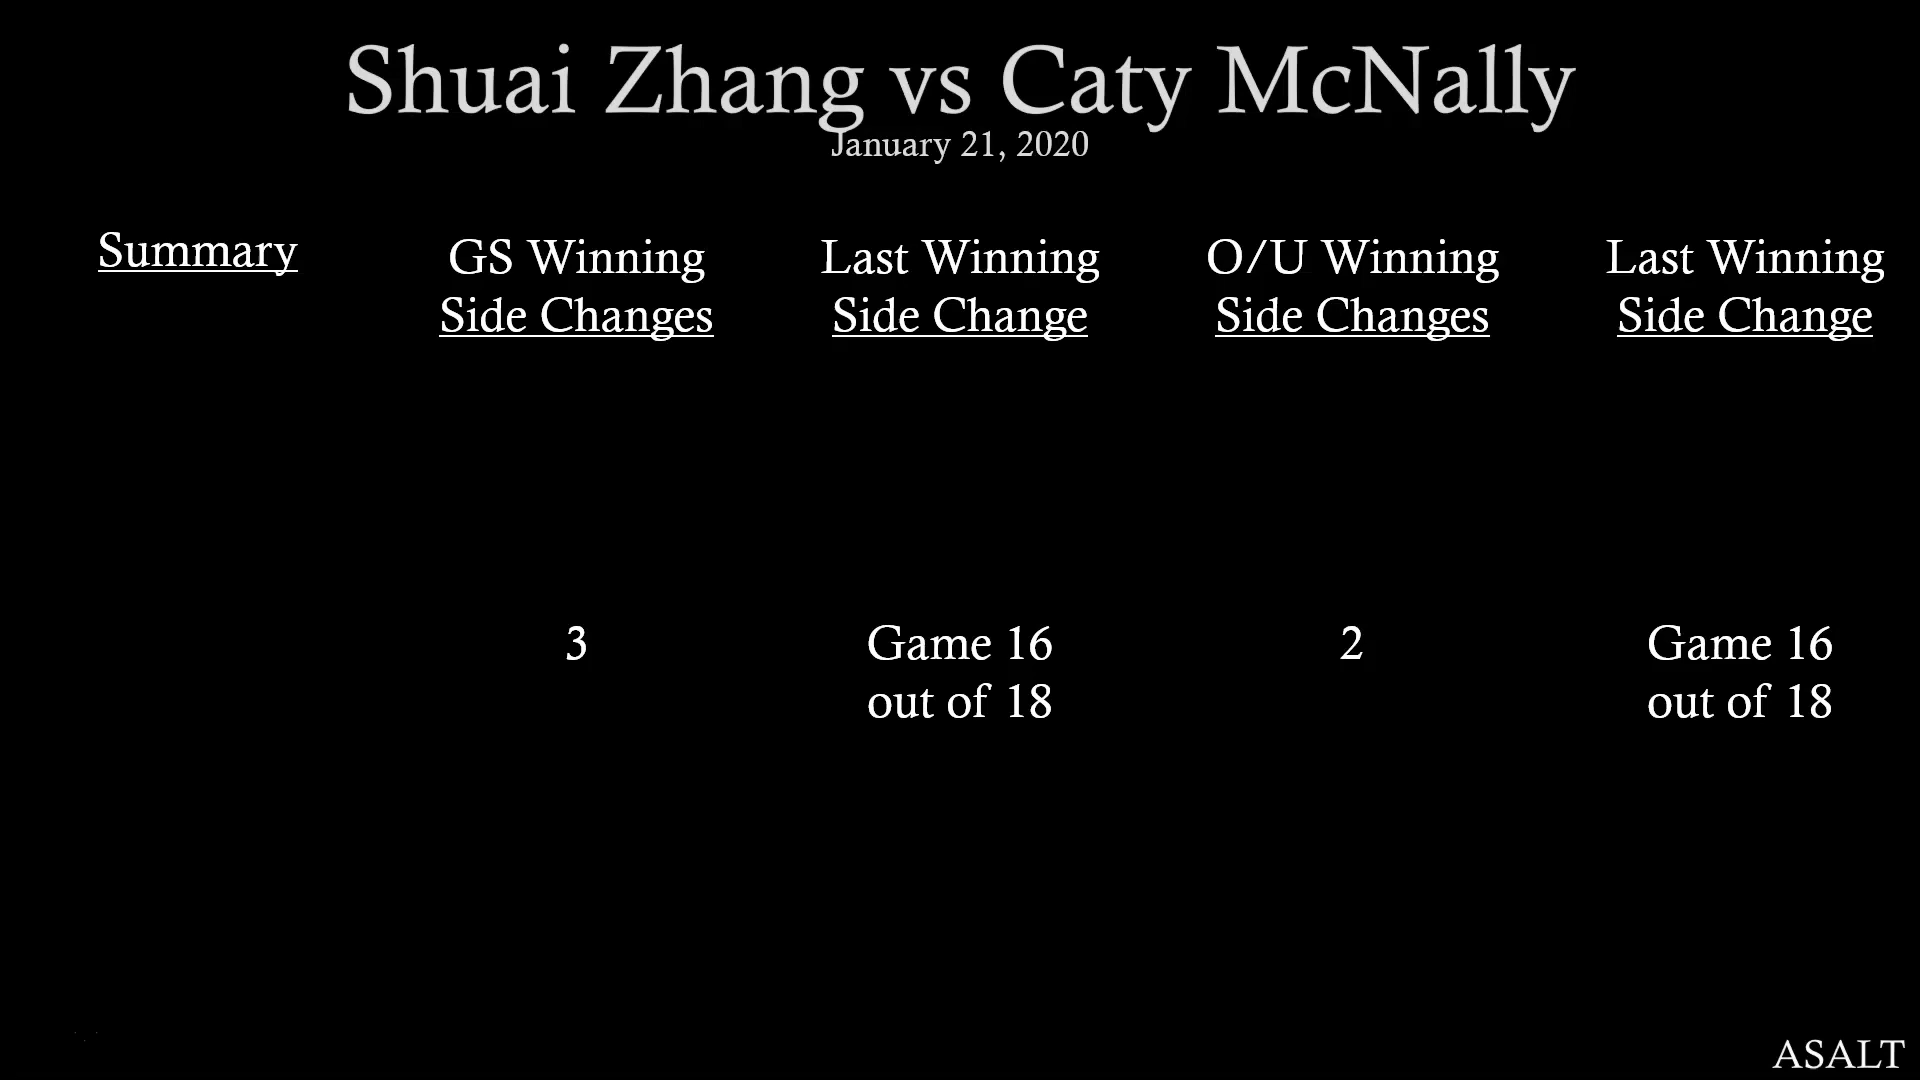 Shuai Zhang vs Caty McNally
January 21, 2020
Summary
GS Winning
Side Changes
Last Winning
Side Change
O/U Winning
Side Changes
Last Winning
Side Change
3
Game 16
out of 18
2
Game 16
out of 18
ASALT